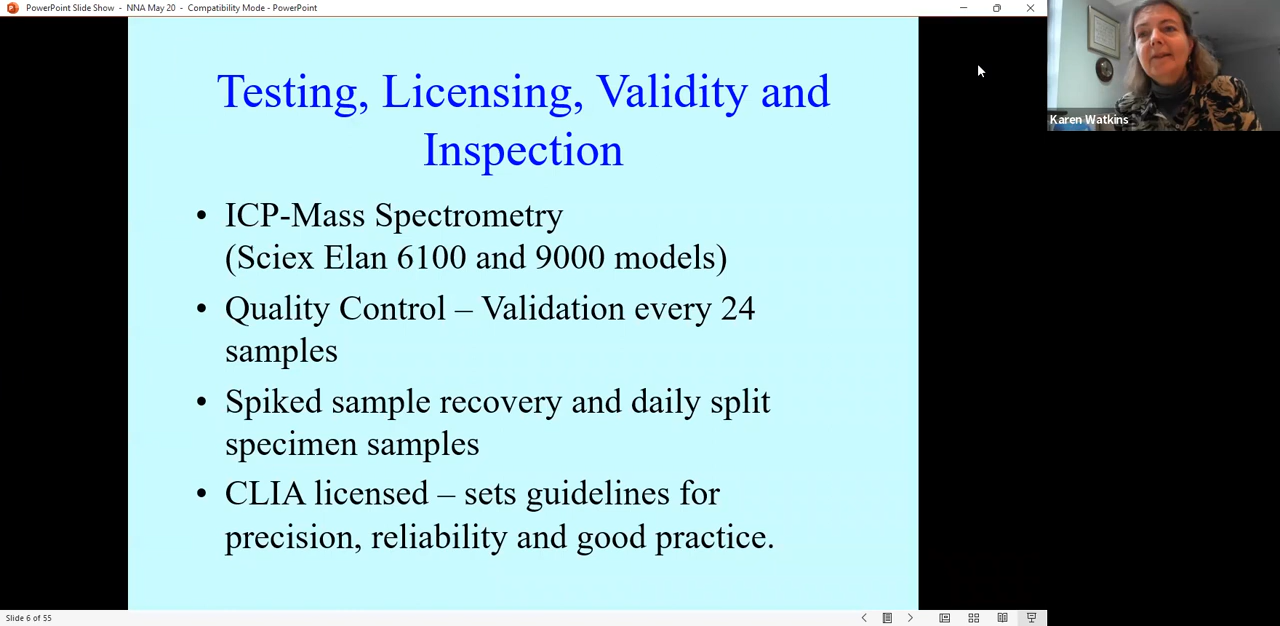 PowerPoint Slide Show - NNA May 20 - Compatibility Mode - PowerPoint
Testing, Licensing, Validity and
Inspection
• ICP-Mass Spectrometry
(Sciex Elan 6100 and 9000 models)
• Quality Control – Validation every 24
samples
• Spiked sample recovery and daily split
specimen samples
• CLIA licensed – sets guidelines for
precision, reliability and good practice.
Karen Watkins
Slide 6 of 55